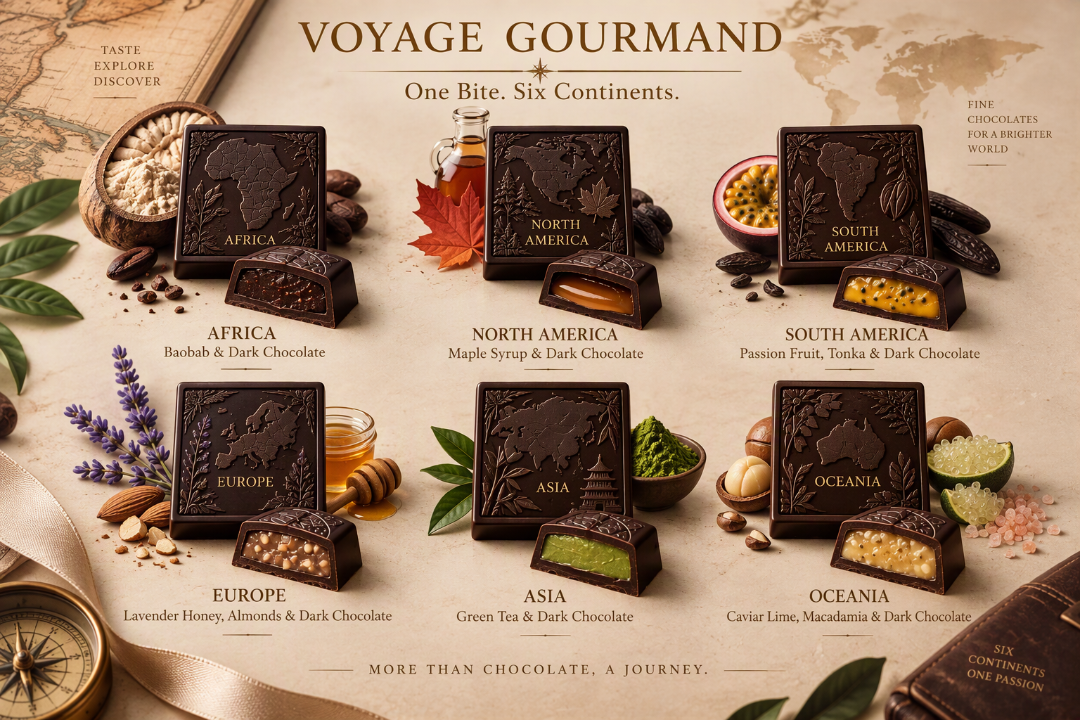 VOYAGE GOURMAND
One Bite. Six Continents.
TASTE
EXPLORE
DISCOVER
FINE
CHOCOLATES
FOR A BRIGHTER
WORLD
AFRICA
NORTH
AMERICA
SOUTH
AMERICA
AFRICA
Baobab & Dark Chocolate
NORTH AMERICA
Maple Syrup & Dark Chocolate
SOUTH AMERICA
Passion Fruit, Tonka & Dark Chocolate
EUROPE
ASIA
OCEANIA
EUROPE
Lavender Honey, Almonds & Dark Chocolate
ASIA
Green Tea & Dark Chocolate
OCEANIA
Caviar Lime, Macadamia & Dark Chocolate
MORE THAN CHOCOLATE, A JOURNEY.
SIX
CONTINENTS
ONE PASSION